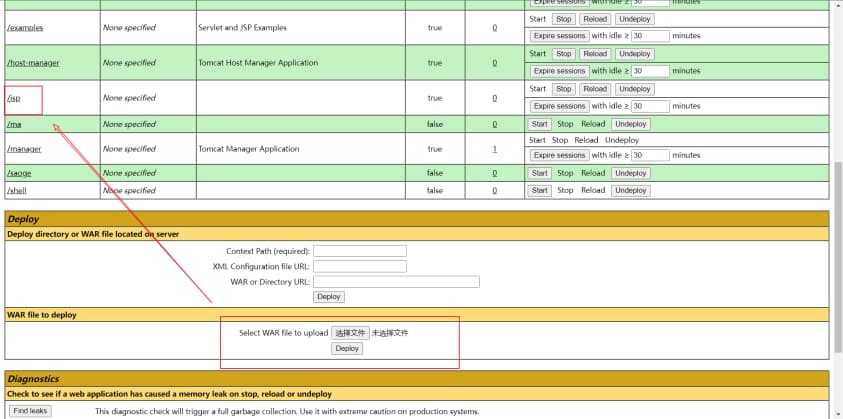 Expire sessions with idle ≥ 30 minutes
/examples None specified Servlet and JSP Examples true 0 Start Stop Reload Undeploy
Expire sessions with idle ≥ 30 minutes
/host-manager None specified Tomcat Host Manager Application true 0 Start Stop Reload Undeploy
Expire sessions with idle ≥ 30 minutes
/jsp None specified true 0 Start Stop Reload Undeploy
Expire sessions with idle ≥ 30 minutes
/ma None specified false 0 Start Stop Reload Undeploy
/manager None specified Tomcat Manager Application true 1 Start Stop Reload Undeploy
Expire sessions with idle ≥ 30 minutes
/saoge None specified false 0 Start Stop Reload Undeploy
/shell None specified false 0 Start Stop Reload Undeploy
Deploy
Deploy directory or WAR file located on server
Context Path (required):
XML Configuration file URL:
WAR or Directory URL:
Deploy
WAR file to deploy
Select WAR file to upload 选择文件 未选择文件
Deploy
Diagnostics
Check to see if a web application has caused a memory leak on stop, reload or undeploy
Find leaks This diagnostic check will trigger a full garbage collection. Use it with extreme caution on production systems.